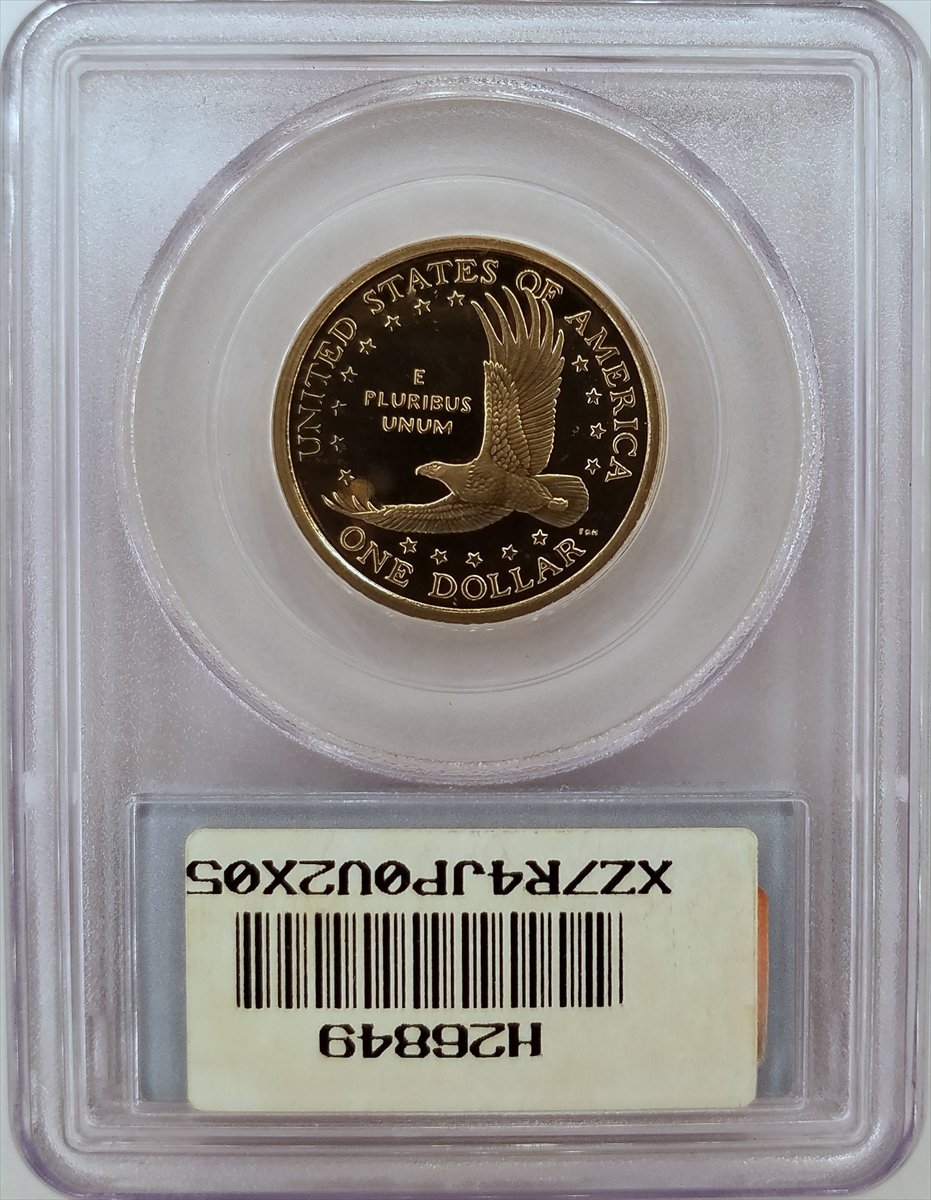 UNITED STATES OF AMERICA
E
PLURIBUS
UNUM
ONE DOLLAR
H26849
XZ7R4JP0U2X05